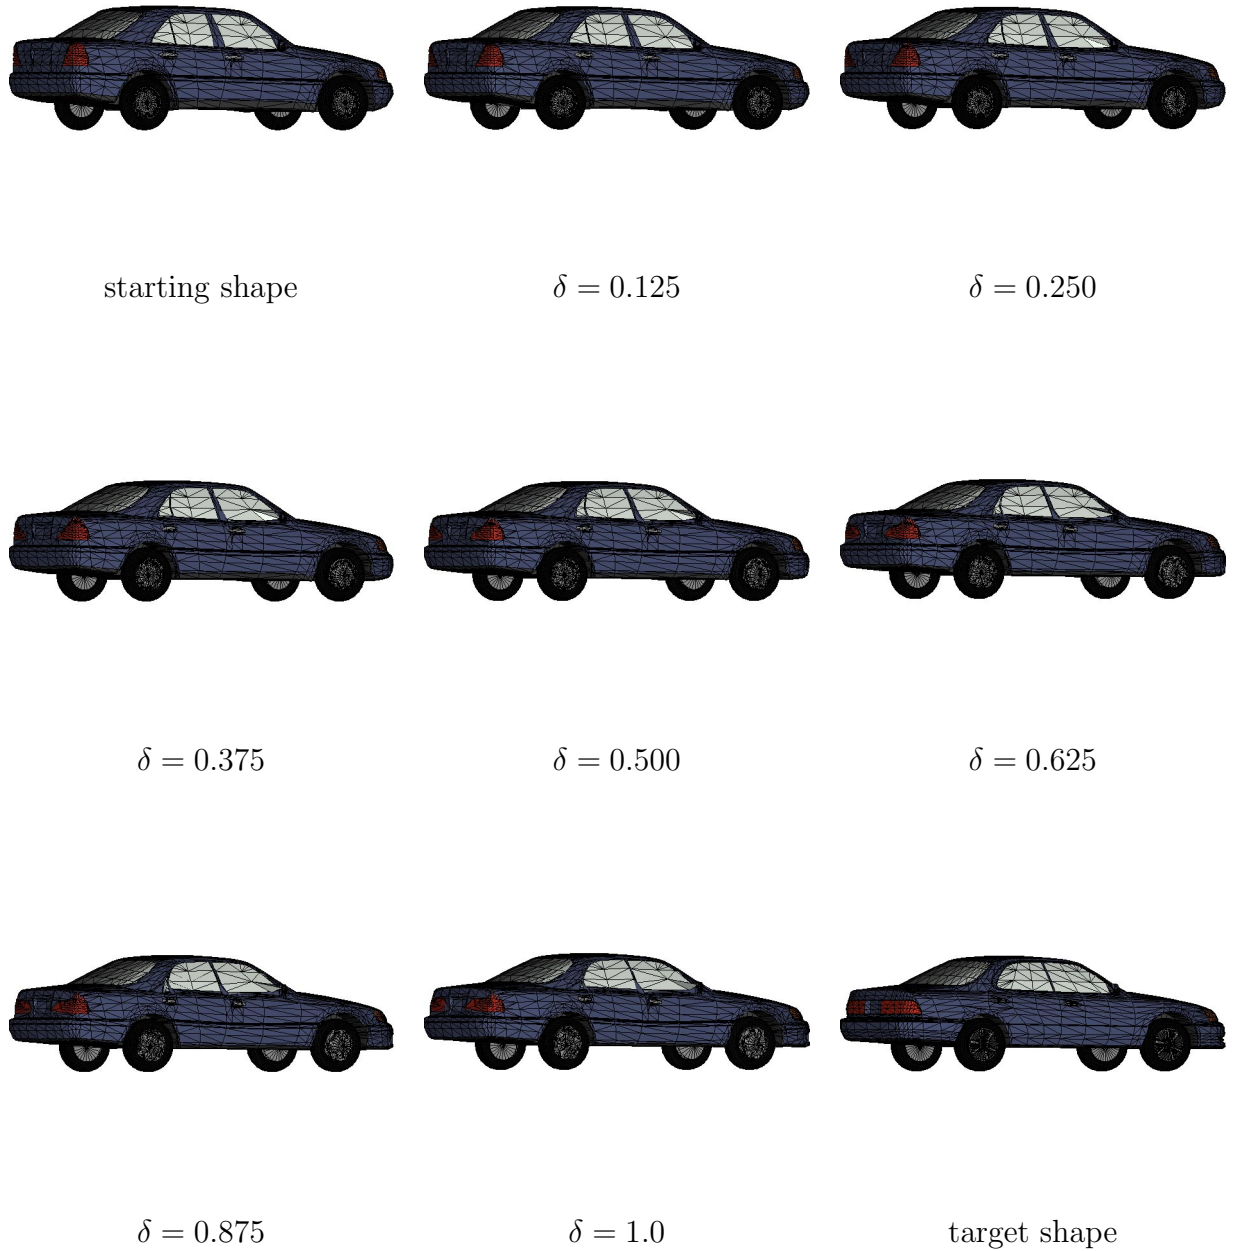 starting shape
δ = 0.125
δ = 0.250
δ = 0.375
δ = 0.500
δ = 0.625
δ = 0.875
δ = 1.0
target shape